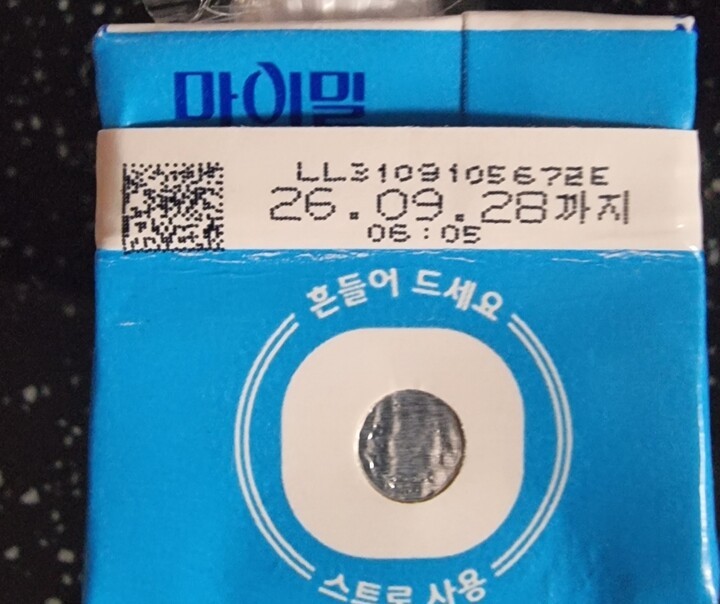 마이밀
LL3109105672E
26.09.28까지
06:05
흔들어 드세요
스트로 사용